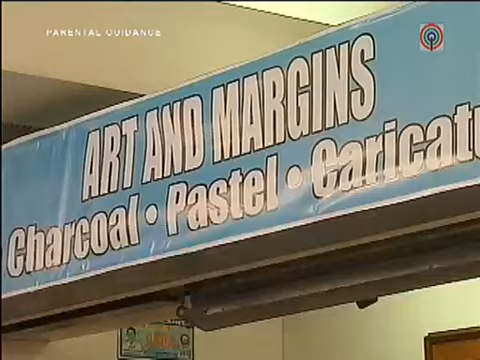 PARENTAL GUIDANCE
ART AND MARGINS
Charcoal • Pastel • Caricatu